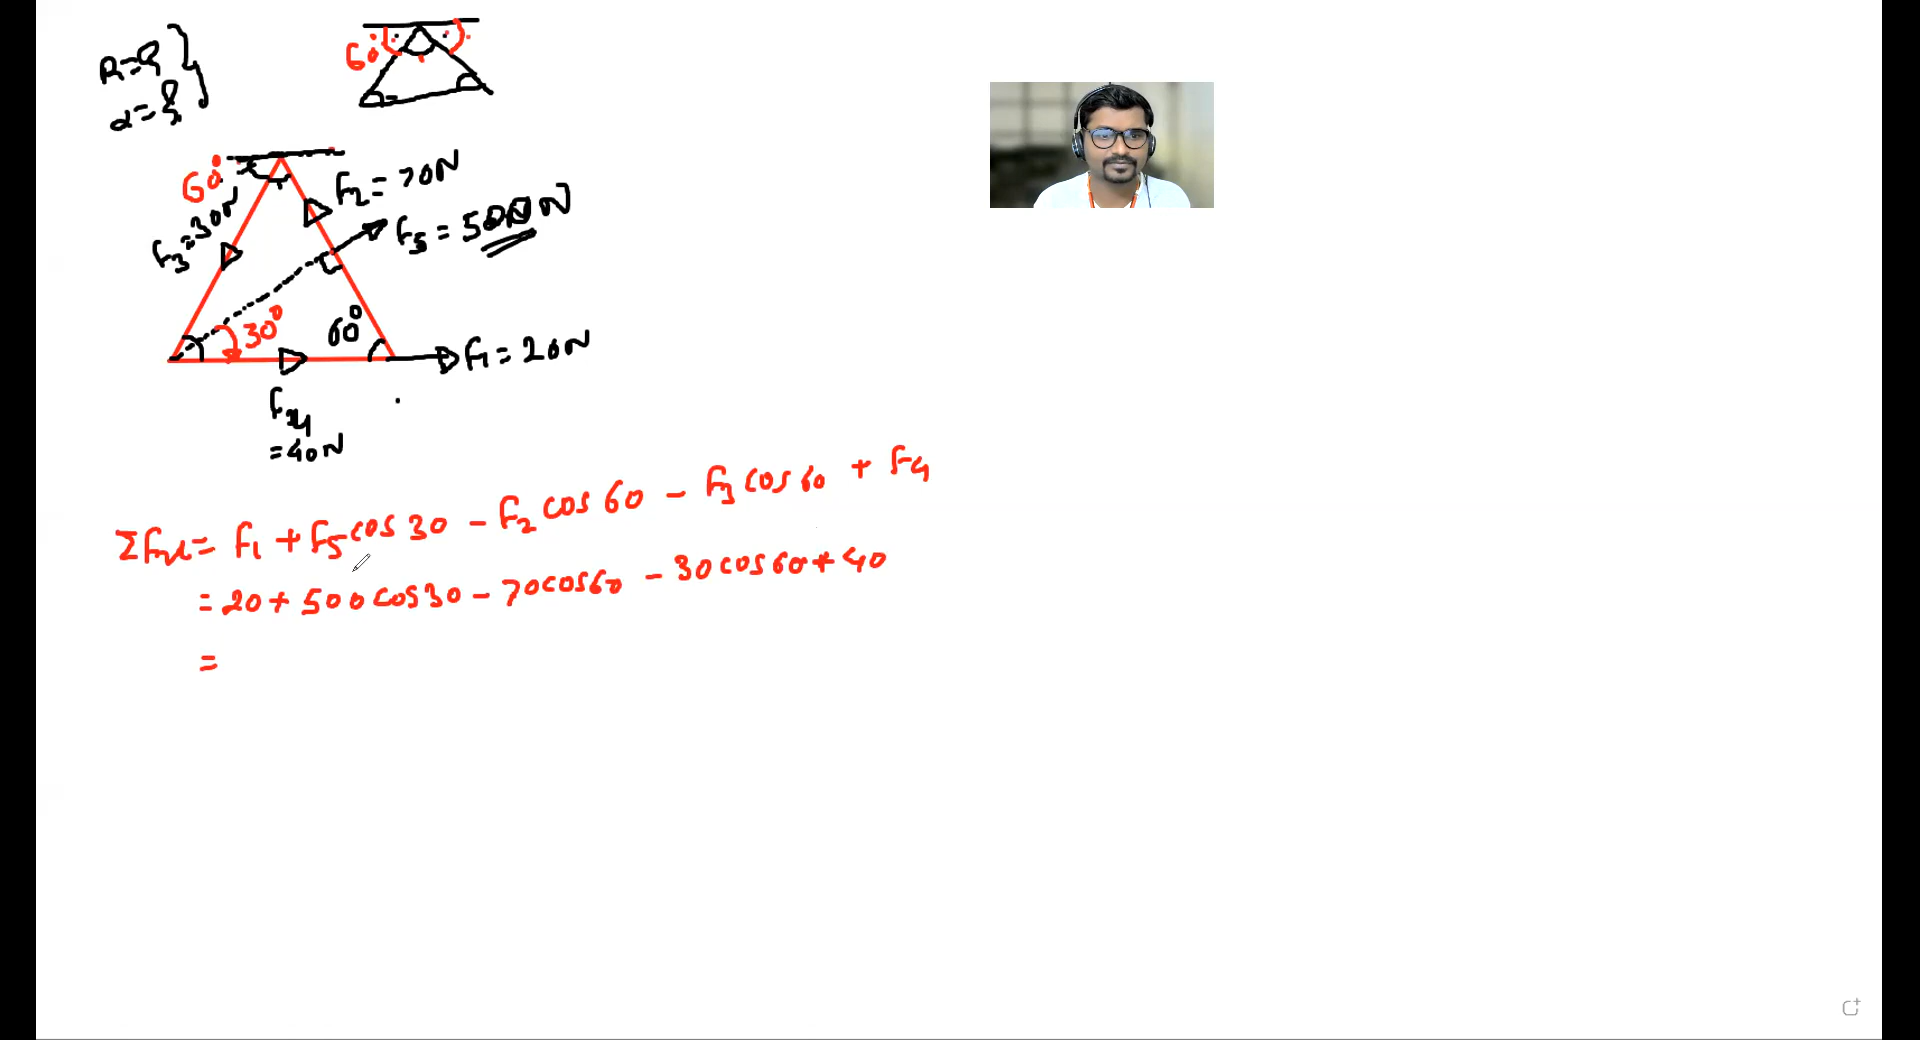 R=?
α=?
60°
60°
F2 = 70N
F3=30N
F5 = 500N
30°
60°
F1 = 20N
F4
=40N
ΣFx = F1 + F5 cos 30 - F2 cos 60 - F3 cos 60 + F4
= 20 + 500 cos 30 - 70 cos 60 - 30 cos 60 + 40
=